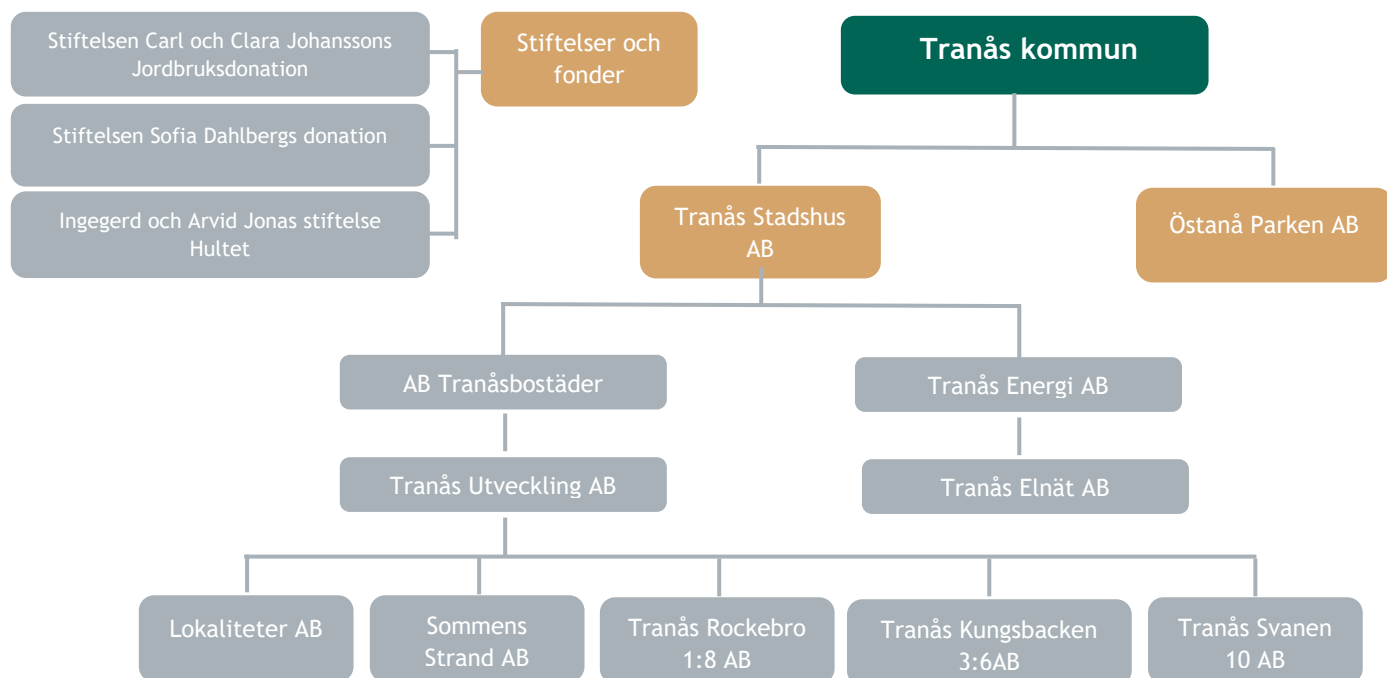 Stiftelsen Carl och Clara Johanssons
Jordbruksdonation
Stiftelser och
fonder
Tranås kommun
Stiftelsen Sofia Dahlbergs donation
Ingegerd och Arvid Jonas stiftelse
Hultet
Tranås Stadshus
AB
Östanå Parken AB
AB Tranåsbostäder
Tranås Energi AB
Tranås Utveckling AB
Tranås Elnät AB
Lokaliteter AB
Sommens
Strand AB
Tranås Rockebro
1:8 AB
Tranås Kungsbacken
3:6AB
Tranås Svanen
10 AB